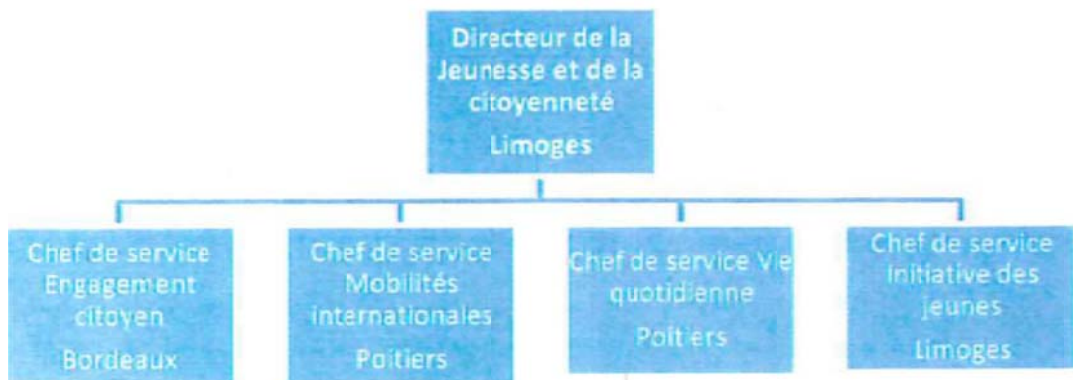 Directeur de la
Jeunesse et de la
citoyenneté
Limoges
Chef de service
Engagement
citoyen
Bordeaux
Chef de service
Mobilités
internationales
Poitiers
Chef de service Vie
quotidienne
Poitiers
Chef de service
Initiative des
jeunes
Limoges